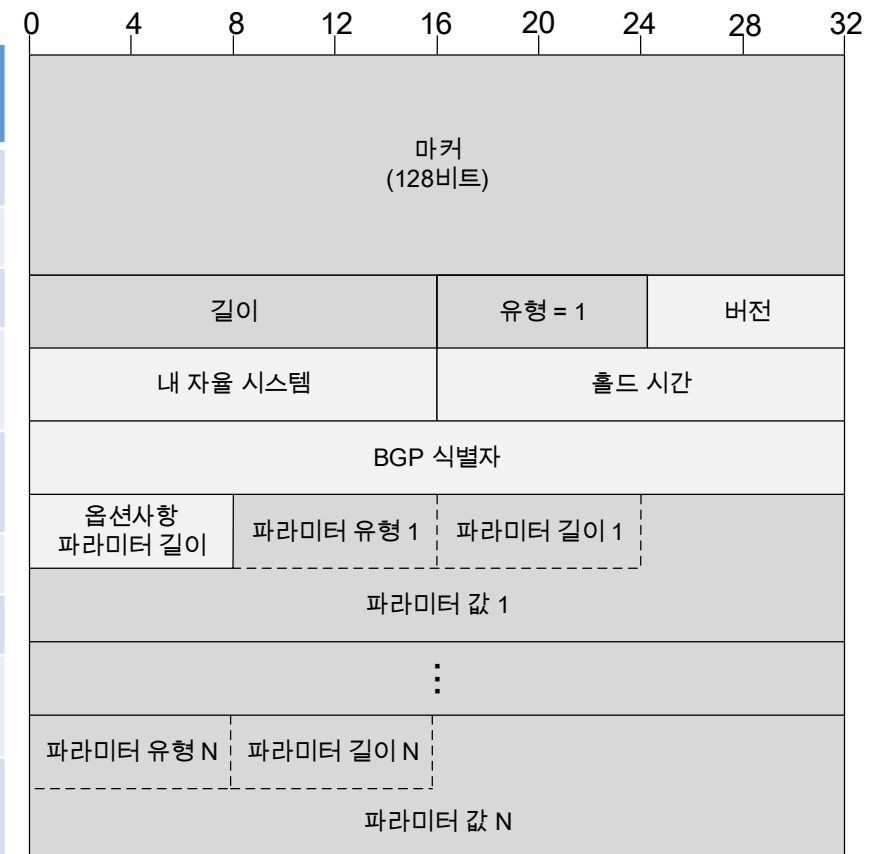 0 4 8 12 16 20 24 28 32
마커
(128비트)
길이 유형 = 1 버전
내 자율 시스템 홀드 시간
BGP 식별자
옵션사항
파라미터 길이 파라미터 유형 1 파라미터 길이 1
파라미터 값 1
⋮
파라미터 유형 N 파라미터 길이 N
파라미터 값 N